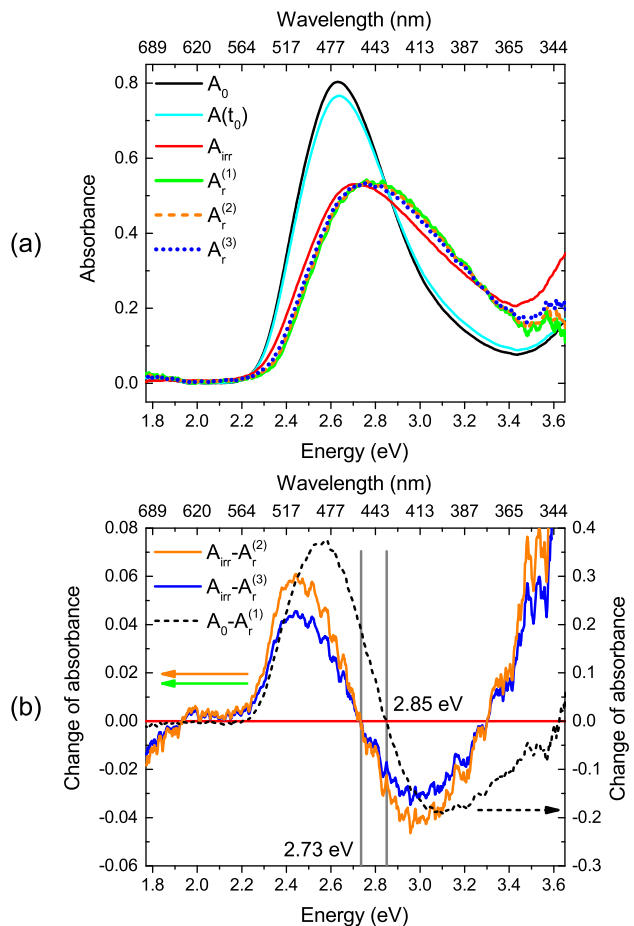 Wavelength (nm)
689 620 564 517 477 443 413 387 365 344
0.8
0.6
0.4
0.2
0.0
Absorbance
(a)
A₀
A(t₀)
Aᵢᵣᵣ
Aᵣ⁽¹⁾
Aᵣ⁽²⁾
Aᵣ⁽³⁾
1.8 2.0 2.2 2.4 2.6 2.8 3.0 3.2 3.4 3.6
Energy (eV)
Wavelength (nm)
689 620 564 517 477 443 413 387 365 344
0.08
0.06
0.04
0.02
0.00
-0.02
-0.04
-0.06
Change of absorbance
(b)
Aᵢᵣᵣ-Aᵣ⁽²⁾
Aᵢᵣᵣ-Aᵣ⁽³⁾
A₀-Aᵣ⁽¹⁾
2.85 eV
2.73 eV
0.4
0.3
0.2
0.1
0.0
-0.1
-0.2
-0.3
Change of absorbance
1.8 2.0 2.2 2.4 2.6 2.8 3.0 3.2 3.4 3.6
Energy (eV)